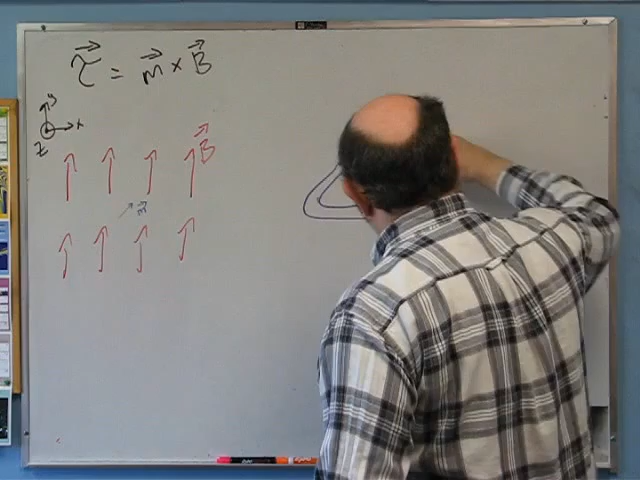 τ⃗ = m⃗ × B⃗
y
x
z
B⃗
m⃗